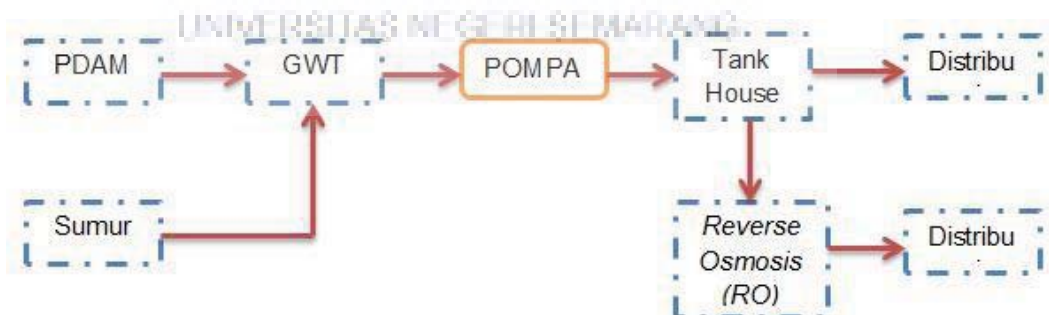 UNIVERSITAS NEGERI SEMARANG
PDAM
GWT
POMPA
Tank
House
Distribu
Sumur
Reverse
Osmosis
(RO)
Distribu